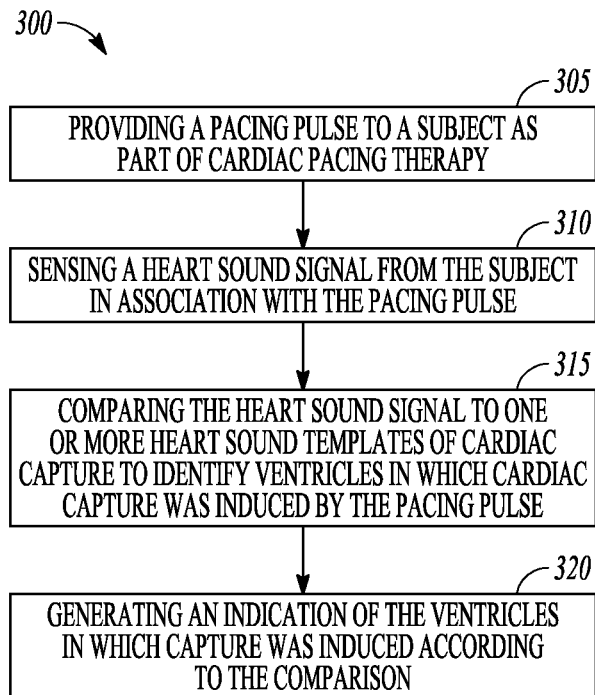 300
305
PROVIDING A PACING PULSE TO A SUBJECT AS
PART OF CARDIAC PACING THERAPY
310
SENSING A HEART SOUND SIGNAL FROM THE SUBJECT
IN ASSOCIATION WITH THE PACING PULSE
315
COMPARING THE HEART SOUND SIGNAL TO ONE
OR MORE HEART SOUND TEMPLATES OF CARDIAC
CAPTURE TO IDENTIFY VENTRICLES IN WHICH CARDIAC
CAPTURE WAS INDUCED BY THE PACING PULSE
320
GENERATING AN INDICATION OF THE VENTRICLES
IN WHICH CAPTURE WAS INDUCED ACCORDING
TO THE COMPARISON